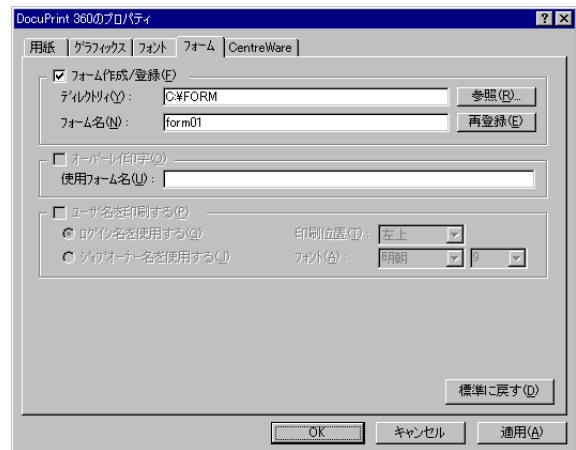 DocuPrint 360のプロパティ
用紙 グラフィックス フォント フォーム CentreWare
フォーム作成/登録(F)
ディレクトリィ(Y): C:¥FORM 参照(R)...
フォーム名(N): form01 再登録(E)
オーバーレイ印字(O)
使用フォーム名(U):
ユーザ名を印刷する(P)
ログイン名を使用する(G) 印刷位置(T): 左上
ジョブオーナー名を使用する(J) フォント(A): 9
標準に戻す(D)
OK キャンセル 適用(A)